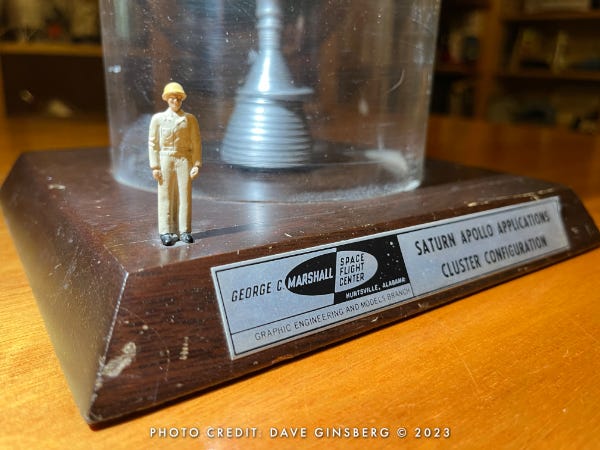 GEORGE C. MARSHALL SPACE
FLIGHT
CENTER
HUNTSVILLE, ALABAMA
GRAPHIC ENGINEERING AND MODELS BRANCH
SATURN APOLLO APPLICATIONS
CLUSTER CONFIGURATION
PHOTO CREDIT: DAVE GINSBERG © 2023